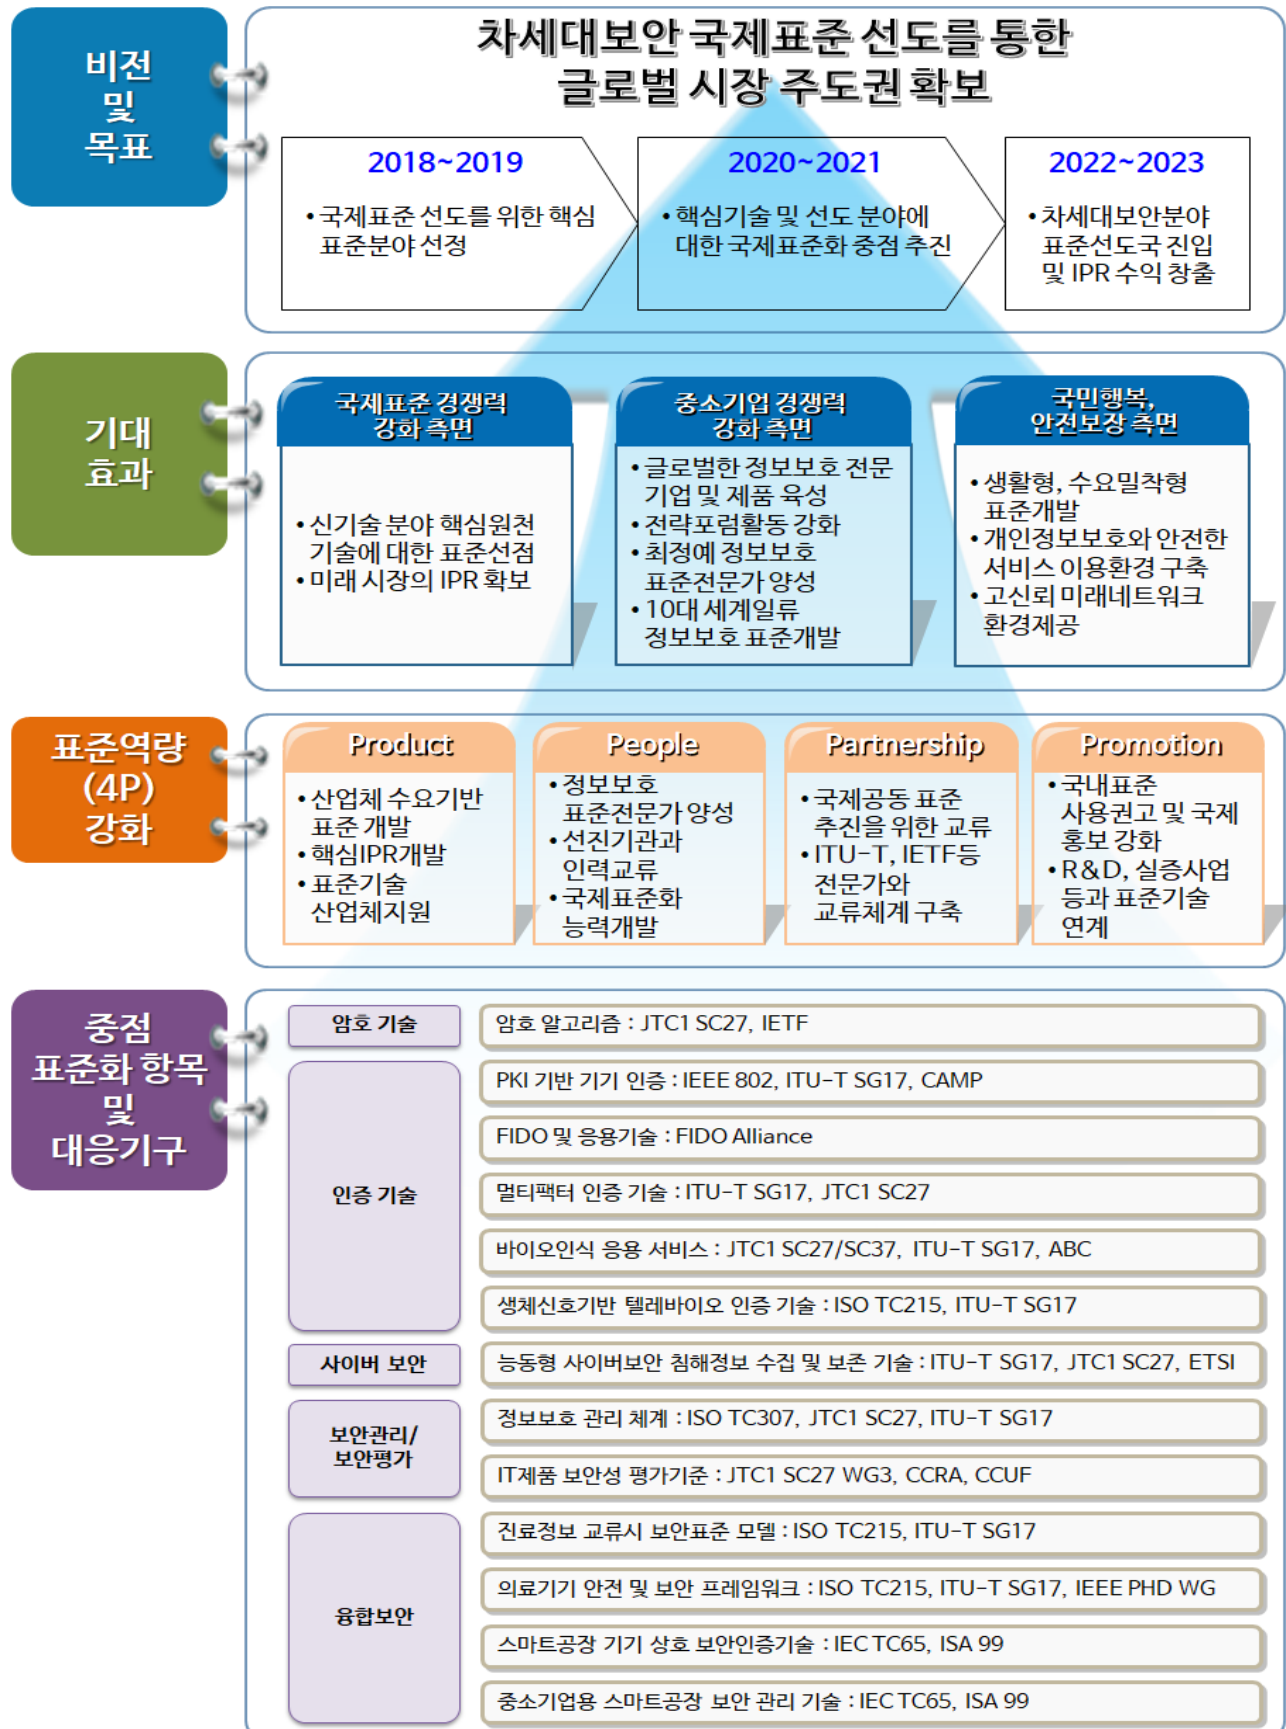 비전
및
목표
차세대보안 국제표준 선도를 통한
글로벌 시장 주도권 확보
2018~2019
• 국제표준 선도를 위한 핵심
표준분야 선정
2020~2021
• 핵심기술 및 선도 분야에
대한 국제표준화 중점 추진
2022~2023
• 차세대보안분야
표준선도국 진입
및 IPR 수익 창출
기대
효과
국제표준 경쟁력
강화 측면
• 신기술 분야 핵심원천
기술에 대한 표준선점
• 미래 시장의 IPR 확보
중소기업 경쟁력
강화 측면
• 글로벌한 정보보호 전문
기업 및 제품 육성
• 전략포럼활동 강화
• 최정예 정보보호
표준전문가 양성
• 10대 세계일류
정보보호 표준개발
국민행복,
안전보장 측면
• 생활형, 수요밀착형
표준개발
• 개인정보보호와 안전한
서비스 이용환경 구축
• 고신뢰 미래네트워크
환경제공
표준역량
(4P)
강화
Product
• 산업체 수요기반
표준 개발
• 핵심IPR개발
• 표준기술
산업체지원
People
• 정보보호
표준전문가 양성
• 선진기관과
인력교류
• 국제표준화
능력개발
Partnership
• 국제공동 표준
추진을 위한 교류
• ITU-T, IETF등
전문가와
교류체계 구축
Promotion
• 국내표준
사용권고 및 국제
홍보 강화
• R&D, 실증사업
등과 표준기술
연계
중점
표준화 항목
및
대응기구
암호 기술
암호 알고리즘 : JTC1 SC27, IETF
인증 기술
PKI 기반 기기 인증 : IEEE 802, ITU-T SG17, CAMP
FIDO 및 응용기술 : FIDO Alliance
멀티팩터 인증 기술 : ITU-T SG17, JTC1 SC27
바이오인식 응용 서비스 : JTC1 SC27/SC37, ITU-T SG17, ABC
생체신호기반 텔레바이오 인증 기술 : ISO TC215, ITU-T SG17
사이버 보안
능동형 사이버보안 침해정보 수집 및 보존 기술 : ITU-T SG17, JTC1 SC27, ETSI
보안관리/
보안평가
정보보호 관리 체계 : ISO TC307, JTC1 SC27, ITU-T SG17
IT제품 보안성 평가기준 : JTC1 SC27 WG3, CCRA, CCUF
융합보안
진료정보 교류시 보안표준 모델 : ISO TC215, ITU-T SG17
의료기기 안전 및 보안 프레임워크 : ISO TC215, ITU-T SG17, IEEE PHD WG
스마트공장 기기 상호 보안인증기술 : IEC TC65, ISA 99
중소기업용 스마트공장 보안 관리 기술 : IEC TC65, ISA 99